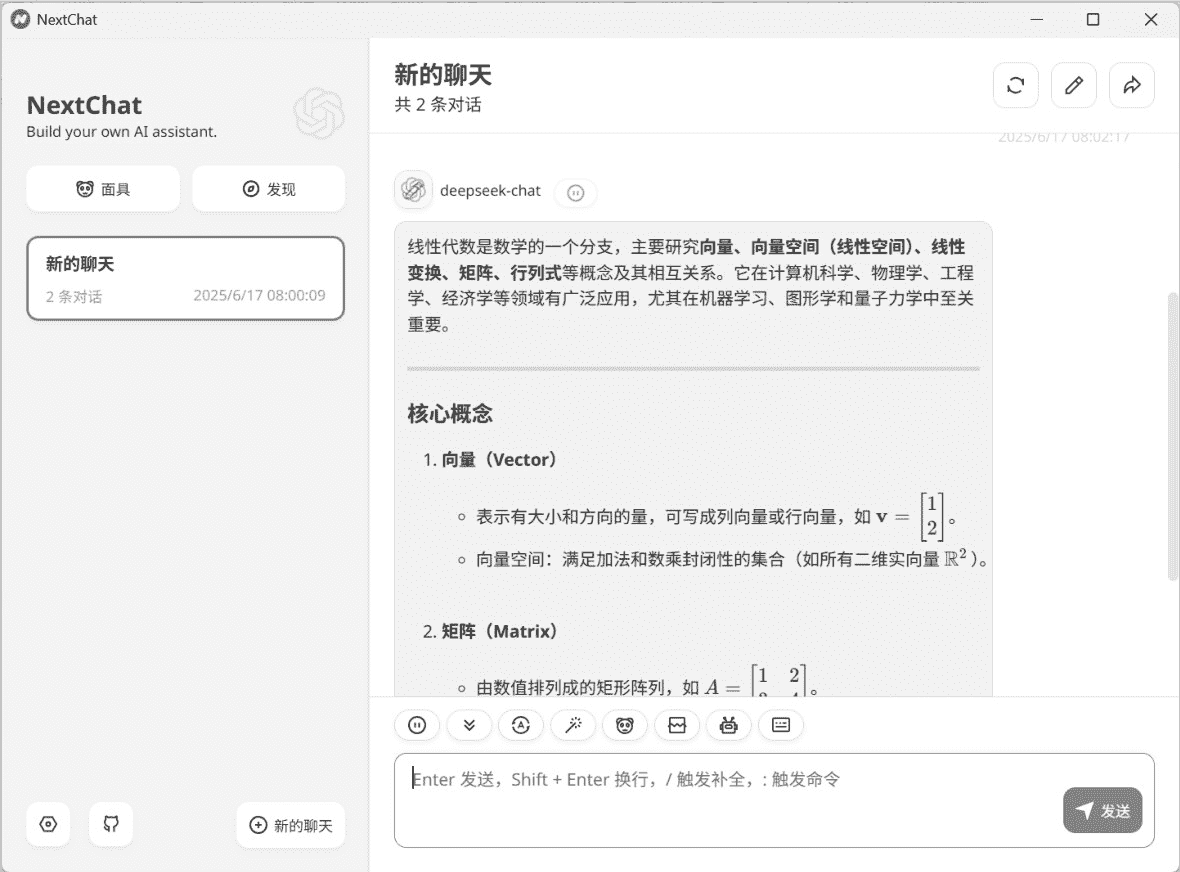 NextChat
NextChat
Build your own AI assistant.
面具
发现
新的聊天
2 条对话
2025/6/17 08:00:09
新的聊天
新的聊天
共 2 条对话
2025/6/17 08:02:17
deepseek-chat
线性代数是数学的一个分支，主要研究向量、向量空间（线性空间）、线性
变换、矩阵、行列式等概念及其相互关系。它在计算机科学、物理学、工程
学、经济学等领域有广泛应用，尤其在机器学习、图形学和量子力学中至关
重要。
核心概念
1. 向量（Vector）
表示有大小和方向的量，可写成列向量或行向量，如 v = [1 2]。
向量空间：满足加法和数乘封闭性的集合（如所有二维实向量 ℝ²）。
2. 矩阵（Matrix）
由数值排列成的矩形阵列，如 A = [1 2]。
Enter 发送，Shift + Enter 换行，/ 触发补全，: 触发命令
发送